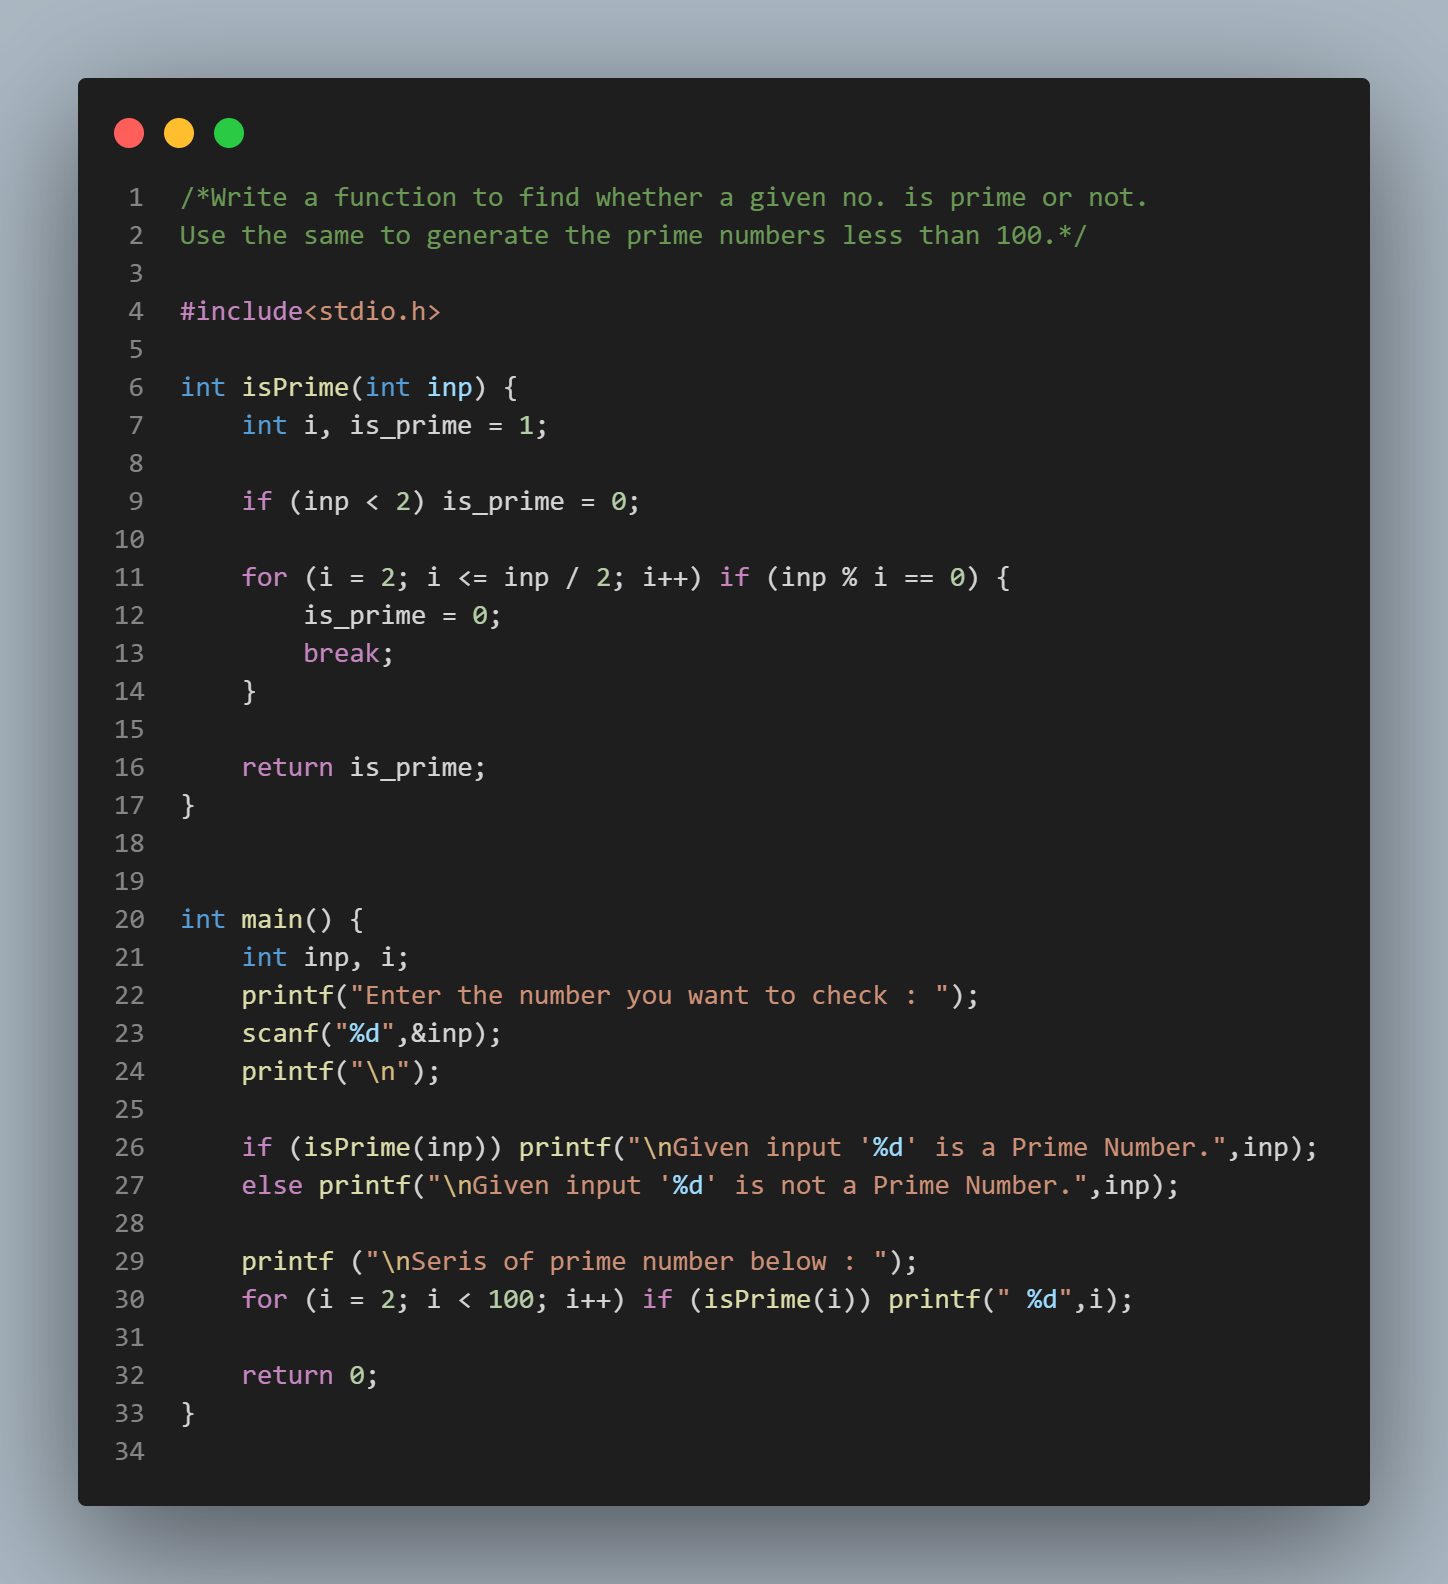 1 /*Write a function to find whether a given no. is prime or not.
2 Use the same to generate the prime numbers less than 100.*/
3
4 #include<stdio.h>
5
6 int isPrime(int inp) {
7     int i, is_prime = 1;
8
9     if (inp < 2) is_prime = 0;
10
11     for (i = 2; i <= inp / 2; i++) if (inp % i == 0) {
12         is_prime = 0;
13         break;
14     }
15
16     return is_prime;
17 }
18
19
20 int main() {
21     int inp, i;
22     printf("Enter the number you want to check : ");
23     scanf("%d",&inp);
24     printf("\n");
25
26     if (isPrime(inp)) printf("\nGiven input '%d' is a Prime Number.",inp);
27     else printf("\nGiven input '%d' is not a Prime Number.",inp);
28
29     printf ("\nSeris of prime number below : ");
30     for (i = 2; i < 100; i++) if (isPrime(i)) printf(" %d",i);
31
32     return 0;
33 }
34